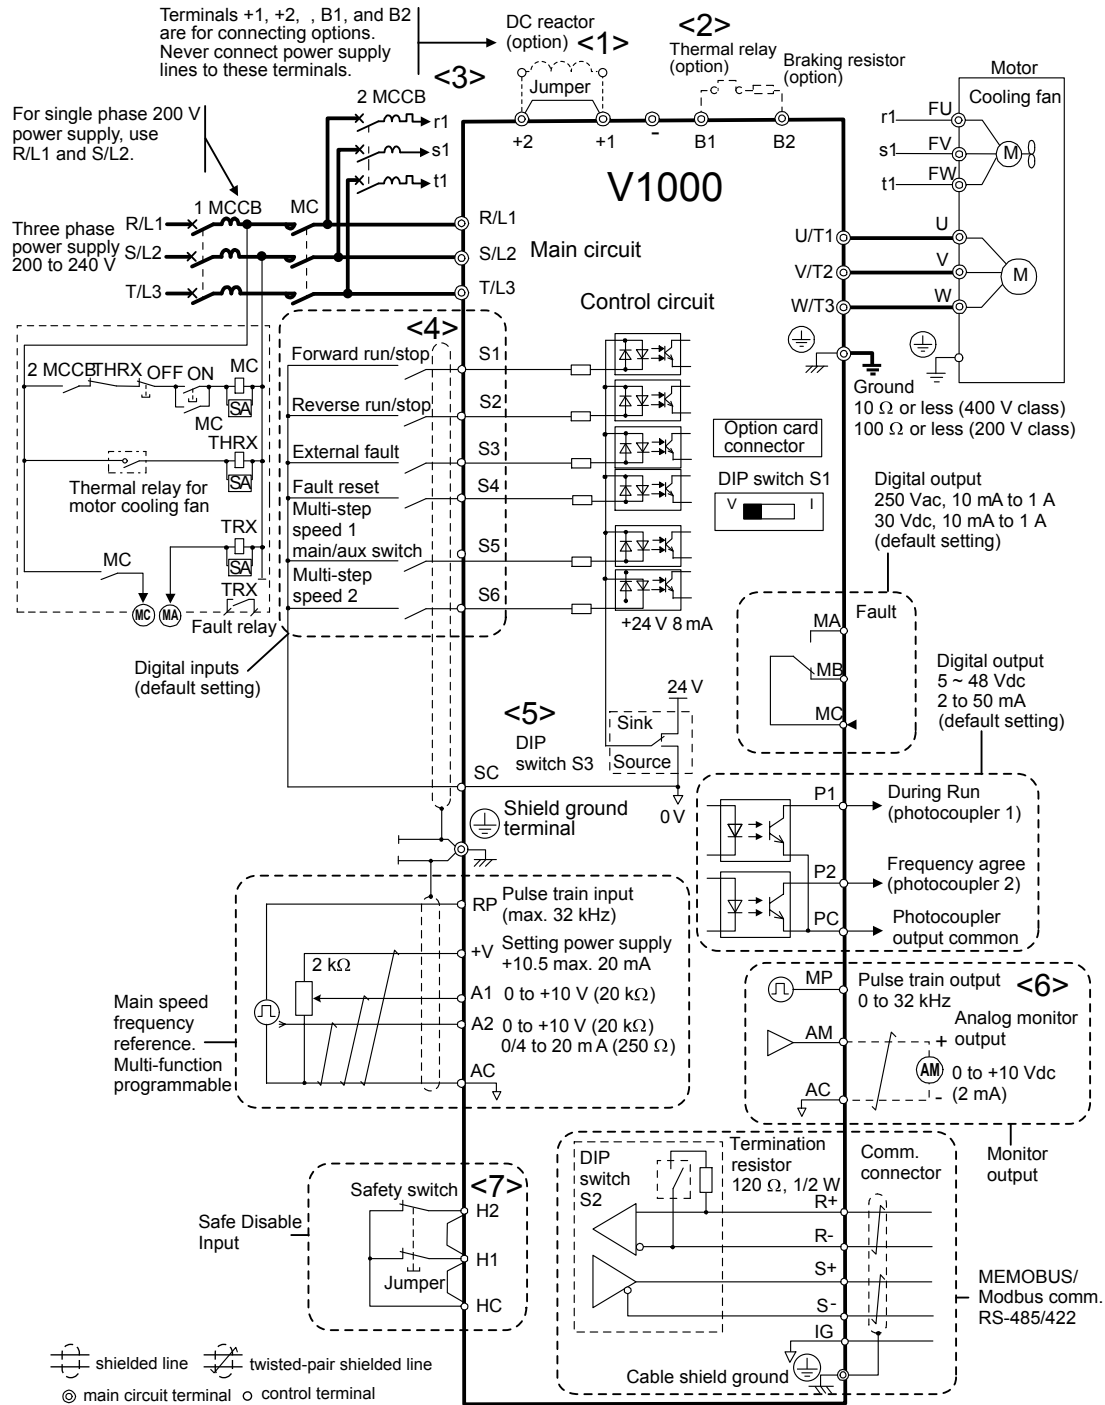 Terminals +1, +2, , B1, and B2
are for connecting options.
Never connect power supply
lines to these terminals.
DC reactor
(option)
<1>
Jumper
<2>
Thermal relay
(option)
Braking resistor
(option)
<3>
2 MCCB
r1
s1
t1
+2
+1
-
B1
B2
Motor
Cooling fan
r1
FU
s1
FV
t1
FW
M
For single phase 200 V
power supply, use
R/L1 and S/L2.
V1000
1 MCCB
MC
Three phase
power supply
200 to 240 V
R/L1
S/L2
T/L3
R/L1
S/L2
T/L3
Main circuit
Control circuit
U/T1
V/T2
W/T3
U
V
W
M
Ground
10 Ω or less (400 V class)
100 Ω or less (200 V class)
2 MCCB
THRX
OFF
ON
MC
SA
MC
THRX
SA
Thermal relay for
motor cooling fan
TRX
SA
MC
TRX
MC
MA
Fault relay
<4>
Forward run/stop
S1
Reverse run/stop
S2
External fault
S3
Fault reset
S4
Multi-step
speed 1
main/aux switch
S5
Multi-step
speed 2
S6
Digital inputs
(default setting)
+24 V 8 mA
Option card
connector
DIP switch S1
V
I
Digital output
250 Vac, 10 mA to 1 A
30 Vdc, 10 mA to 1 A
(default setting)
MA
Fault
MB
MC
Digital output
5 ~ 48 Vdc
2 to 50 mA
(default setting)
<5>
DIP
switch S3
24 V
Sink
Source
0 V
SC
Shield ground
terminal
P1
During Run
(photocoupler 1)
P2
Frequency agree
(photocoupler 2)
PC
Photocoupler
output common
Main speed
frequency
reference.
Multi-function
programmable
2 kΩ
RP
Pulse train input
(max. 32 kHz)
+V
Setting power supply
+10.5 max. 20 mA
A1
0 to +10 V (20 kΩ)
A2
0 to +10 V (20 kΩ)
0/4 to 20 mA (250 Ω)
AC
MP
Pulse train output
0 to 32 kHz
<6>
AM
Analog monitor
output
+
AM
0 to +10 Vdc
(2 mA)
-
AC
Monitor
output
Safe Disable
Input
Safety switch
<7>
H2
H1
Jumper
HC
DIP
switch
S2
Termination
resistor
120 Ω, 1/2 W
Comm.
connector
R+
R-
S+
S-
IG
Cable shield ground
MEMOBUS/
Modbus comm.
RS-485/422
shielded line
twisted-pair shielded line
main circuit terminal
control terminal